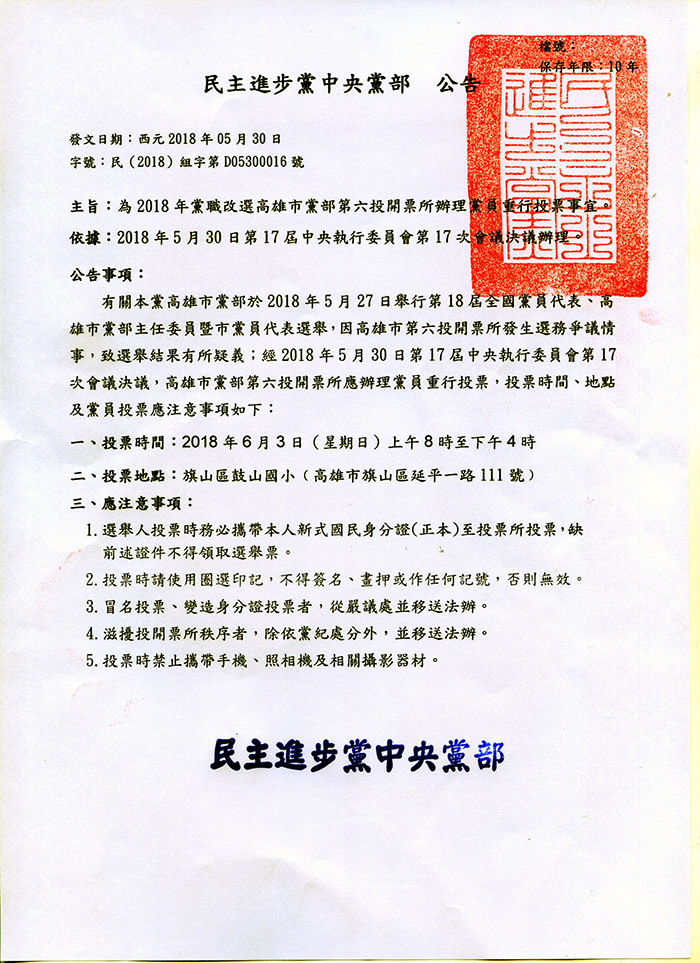 檔號：
保存年限：10 年
民主進步黨中央黨部　公告
發文日期：西元 2018 年 05 月 30 日
字號：民（2018）組字第 D05300016 號
主旨：為 2018 年黨職改選高雄市黨部第六投開票所辦理黨員重行投票事宜。
依據：2018 年 5 月 30 日第 17 屆中央執行委員會第 17 次會議決議辦理。
公告事項：
有關本黨高雄市黨部於 2018 年 5 月 27 日舉行第 18 屆全國黨員代表、高
雄市黨部主任委員暨市黨員代表選舉，因高雄市第六投開票所發生選務爭議情
事，致選舉結果有所疑義；經 2018 年 5 月 30 日第 17 屆中央執行委員會第 17
次會議決議，高雄市黨部第六投開票所應辦理黨員重行投票，投票時間、地點
及黨員投票應注意事項如下：
一、投票時間：2018 年 6 月 3 日（星期日）上午 8 時至下午 4 時
二、投票地點：旗山區鼓山國小（高雄市旗山區延平一路 111 號）
三、應注意事項：
1.選舉人投票時務必攜帶本人新式國民身分證(正本)至投票所投票，缺
前述證件不得領取選舉票。
2.投票時請使用圈選印記，不得簽名、畫押或作任何記號，否則無效。
3.冒名投票、變造身分證投票者，從嚴議處並移送法辦。
4.滋擾投開票所秩序者，除依黨紀處分外，並移送法辦。
5.投票時禁止攜帶手機、照相機及相關攝影器材。
民主進步黨中央黨部